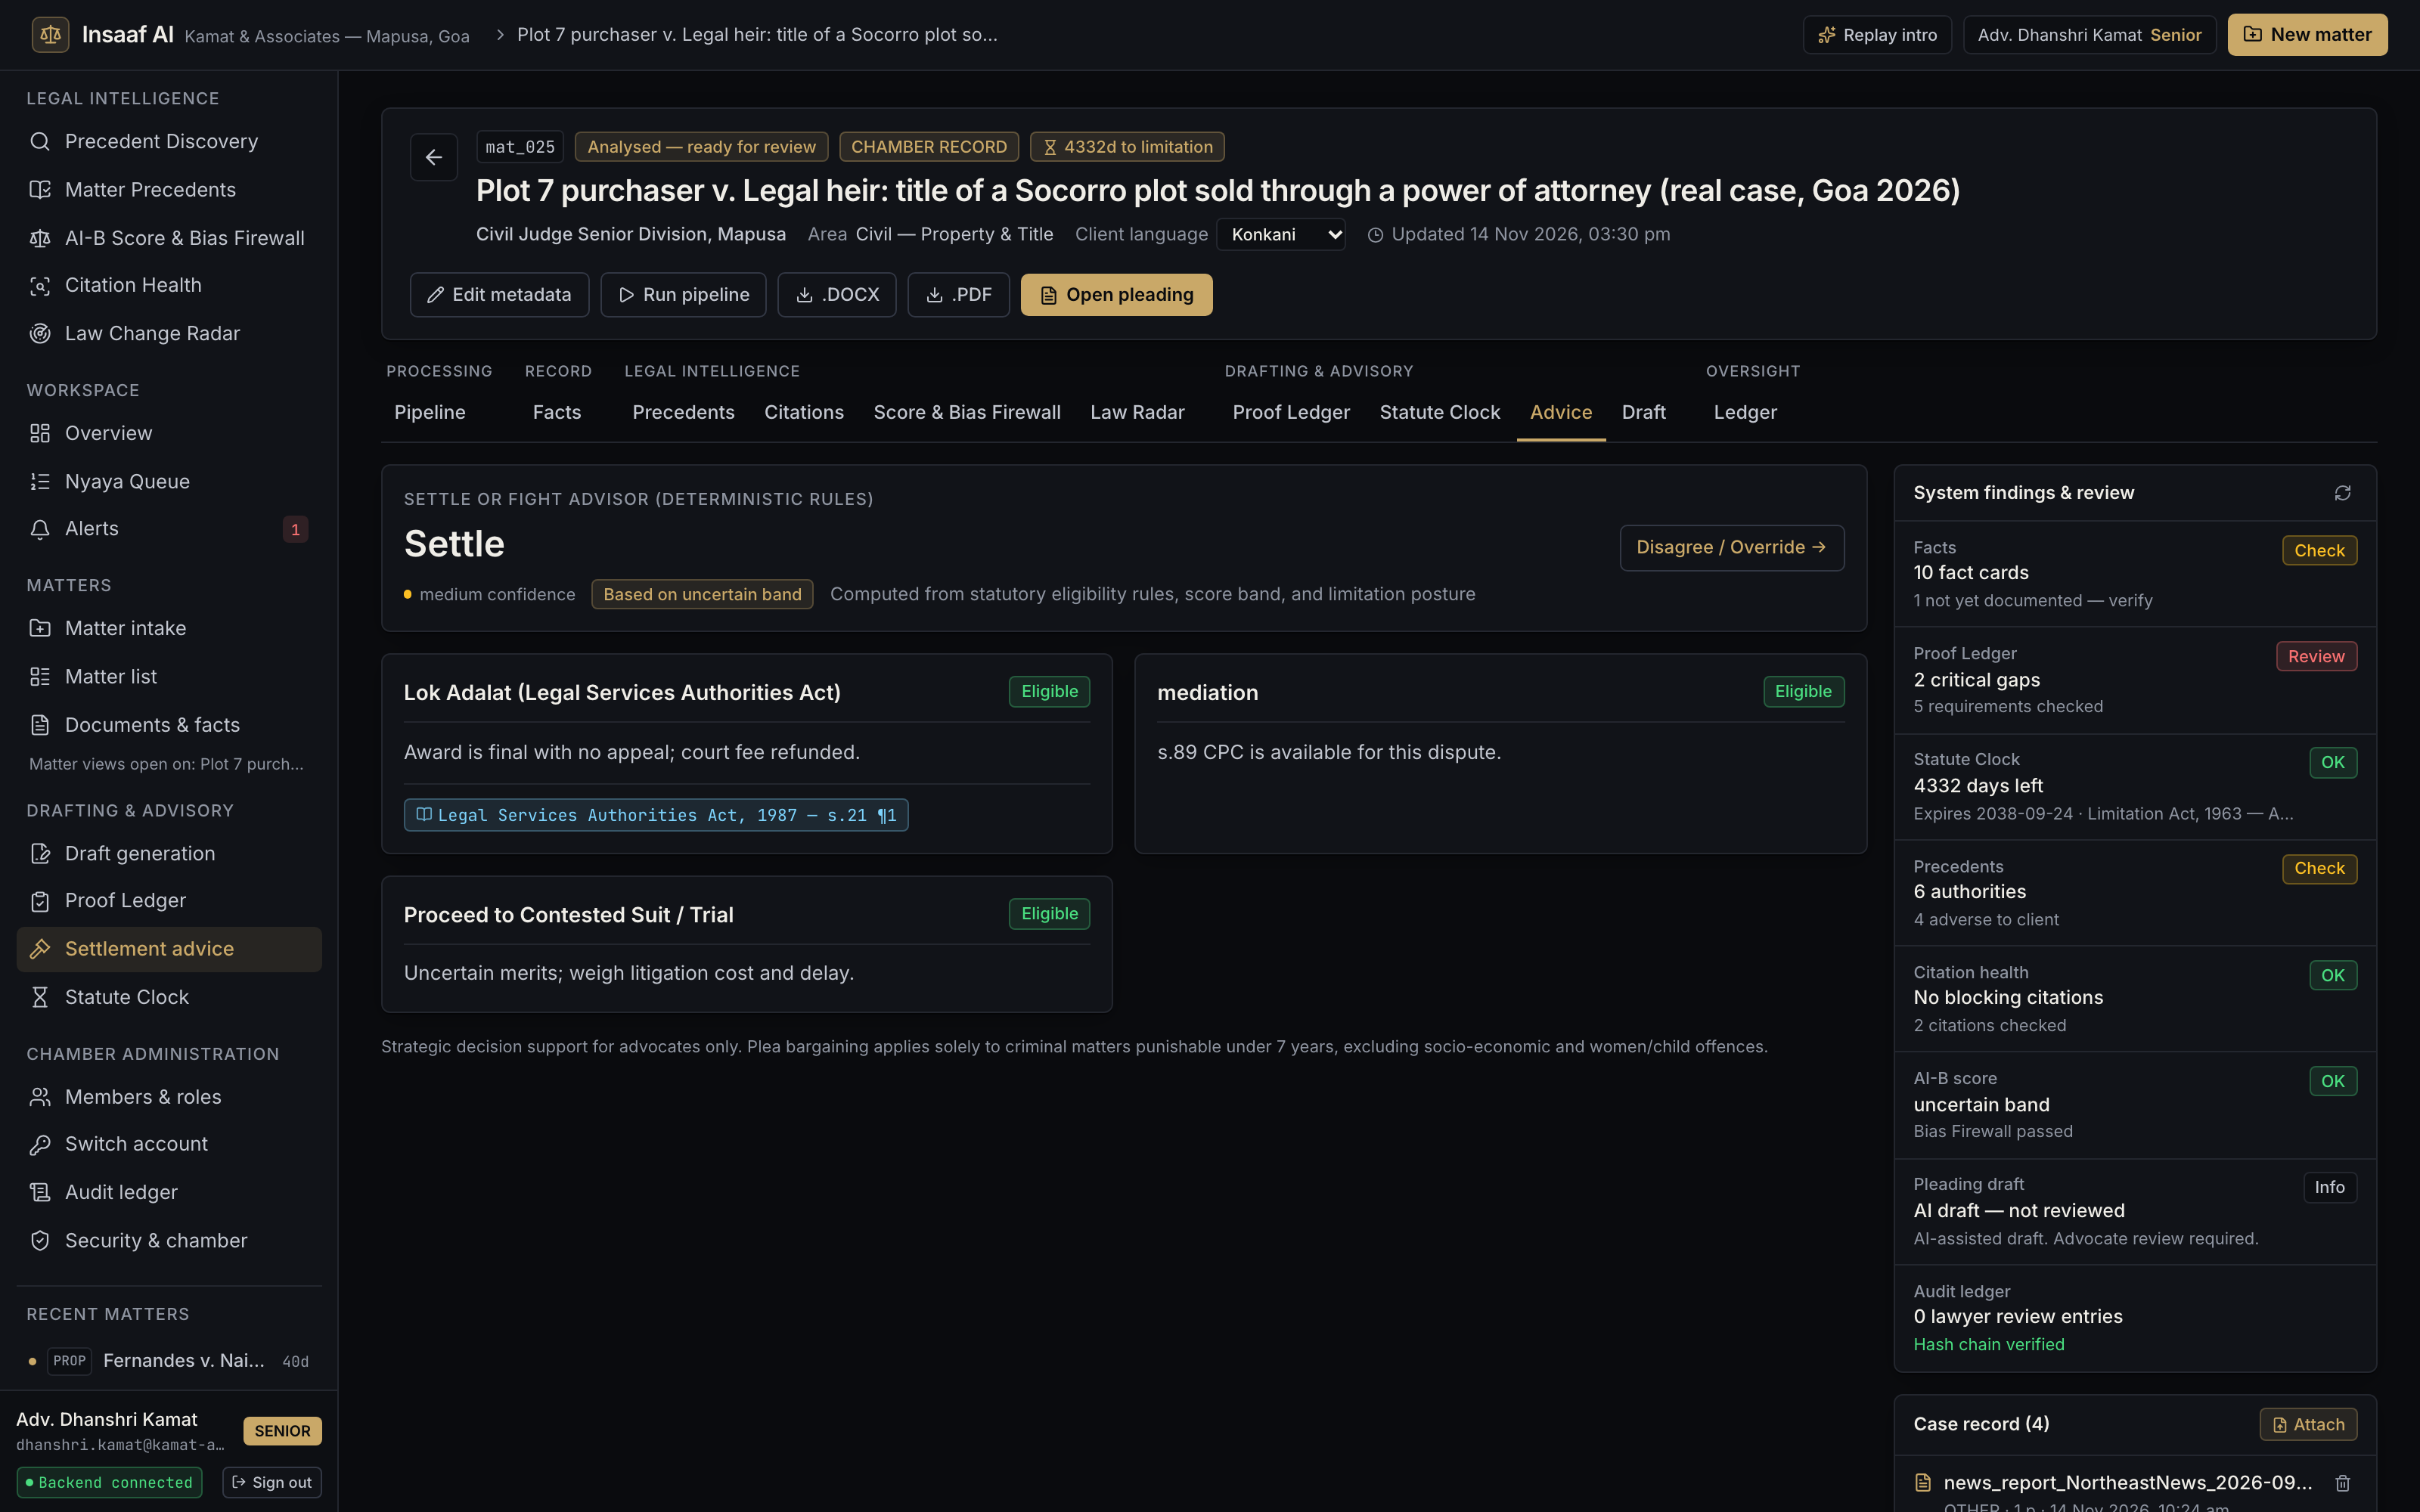 Insaaf AI Kamat & Associates — Mapusa, Goa > Plot 7 purchaser v. Legal heir: title of a Socorro plot so...
Replay intro
Adv. Dhanshri Kamat Senior
New matter
LEGAL INTELLIGENCE
Precedent Discovery
Matter Precedents
AI-B Score & Bias Firewall
Citation Health
Law Change Radar
WORKSPACE
Overview
Nyaya Queue
Alerts 1
MATTERS
Matter intake
Matter list
Documents & facts
Matter views open on: Plot 7 purch...
DRAFTING & ADVISORY
Draft generation
Proof Ledger
Settlement advice
Statute Clock
CHAMBER ADMINISTRATION
Members & roles
Switch account
Audit ledger
Security & chamber
RECENT MATTERS
PROP Fernandes v. Nai... 40d
Adv. Dhanshri Kamat
dhanshri.kamat@kamat-a…
SENIOR
Backend connected
Sign out
mat_025 Analysed — ready for review CHAMBER RECORD 4332d to limitation
Plot 7 purchaser v. Legal heir: title of a Socorro plot sold through a power of attorney (real case, Goa 2026)
Civil Judge Senior Division, Mapusa Area Civil — Property & Title Client language Konkani Updated 14 Nov 2026, 03:30 pm
Edit metadata Run pipeline .DOCX .PDF Open pleading
PROCESSING RECORD LEGAL INTELLIGENCE DRAFTING & ADVISORY OVERSIGHT
Pipeline Facts Precedents Citations Score & Bias Firewall Law Radar Proof Ledger Statute Clock Advice Draft Ledger
SETTLE OR FIGHT ADVISOR (DETERMINISTIC RULES)
Settle
Disagree / Override →
medium confidence Based on uncertain band Computed from statutory eligibility rules, score band, and limitation posture
Lok Adalat (Legal Services Authorities Act) Eligible
Award is final with no appeal; court fee refunded.
Legal Services Authorities Act, 1987 — s.21 ¶1
mediation Eligible
s.89 CPC is available for this dispute.
Proceed to Contested Suit / Trial Eligible
Uncertain merits; weigh litigation cost and delay.
Strategic decision support for advocates only. Plea bargaining applies solely to criminal matters punishable under 7 years, excluding socio-economic and women/child offences.
System findings & review
Facts Check
10 fact cards
1 not yet documented — verify
Proof Ledger Review
2 critical gaps
5 requirements checked
Statute Clock OK
4332 days left
Expires 2038-09-24 · Limitation Act, 1963 — A...
Precedents Check
6 authorities
4 adverse to client
Citation health OK
No blocking citations
2 citations checked
AI-B score OK
uncertain band
Bias Firewall passed
Pleading draft Info
AI draft — not reviewed
AI-assisted draft. Advocate review required.
Audit ledger
0 lawyer review entries
Hash chain verified
Case record (4) Attach
news_report_NortheastNews_2026-09...
OTHER · 1 p · 14 Nov 2026, 10:24 am